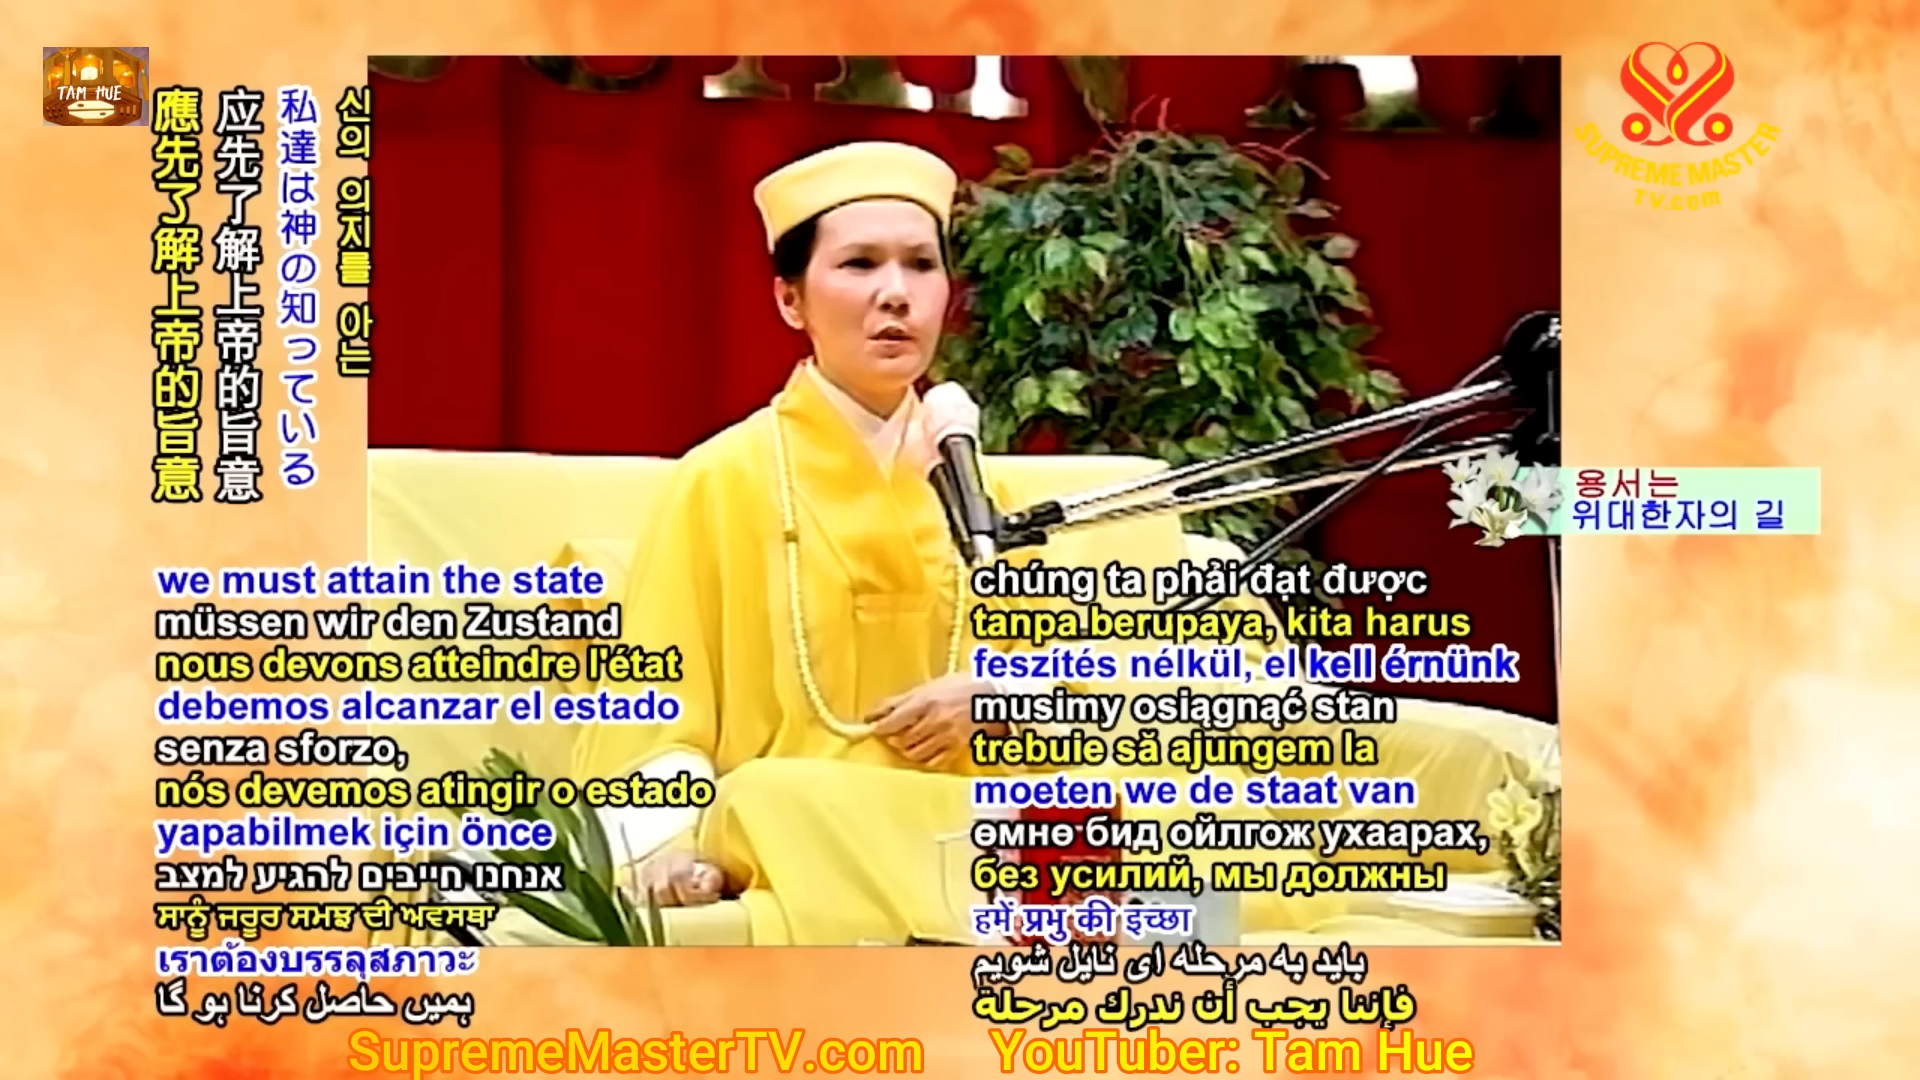 TAM HUE
應先了解上帝的旨意
应先了解上帝的旨意
私達は神の知っている
신의 의지를 아는
SUPREME MASTER
TV.com
용서는
위대한자의 길
we must attain the state
müssen wir den Zustand
nous devons atteindre l'état
debemos alcanzar el estado
senza sforzo,
nós devemos atingir o estado
yapabilmek için önce
אנחנו חייבים להגיע למצב
ਸਾਨੂੰ ਜਰੂਰ ਸਮਝ ਦੀ ਅਵਸਥਾ
เราต้องบรรลุสภาวะ
ہمیں حاصل کرنا ہو گا
chúng ta phải đạt được
tanpa berupaya, kita harus
feszítés nélkül, el kell érnünk
musimy osiągnąć stan
trebuie să ajungem la
moeten we de staat van
өмнө бид ойлгож ухаарах,
без усилий, мы должны
हमें प्रभु की इच्छा
باید به مرحله ای نایل شویم
فإننا يجب أن ندرك مرحلة
SupremeMasterTV.com YouTuber: Tam Hue